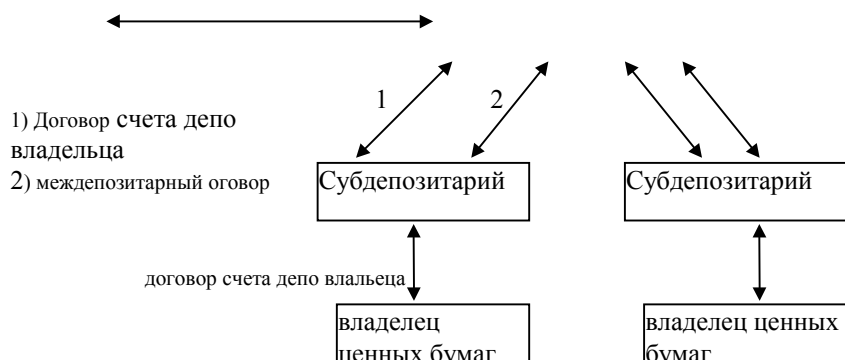 1
2
1) Договор счета депо
владельца
2) междепозитарный оговор
Субдепозитарий
Субдепозитарий
договор счета депо влальеца
владелец
ценных бумаг
владелец ценных
бумаг